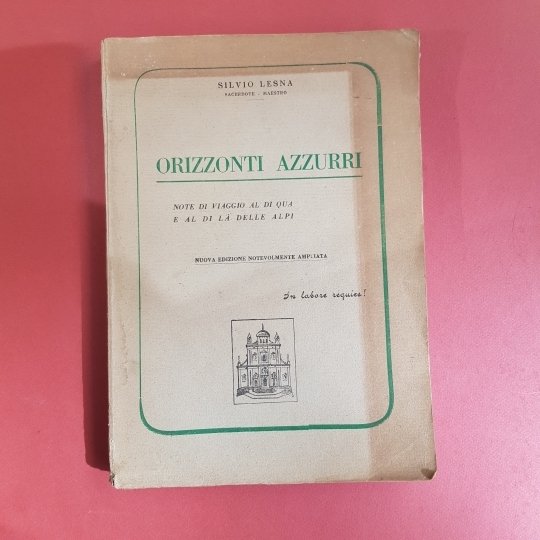 SILVIO LESNA
SACERDOTE - MAESTRO
ORIZZONTI AZZURRI
NOTE DI VIAGGIO AL DI QUA
E AL DI LÀ DELLE ALPI
NUOVA EDIZIONE NOTEVOLMENTE AMPLIATA
In labore requies!